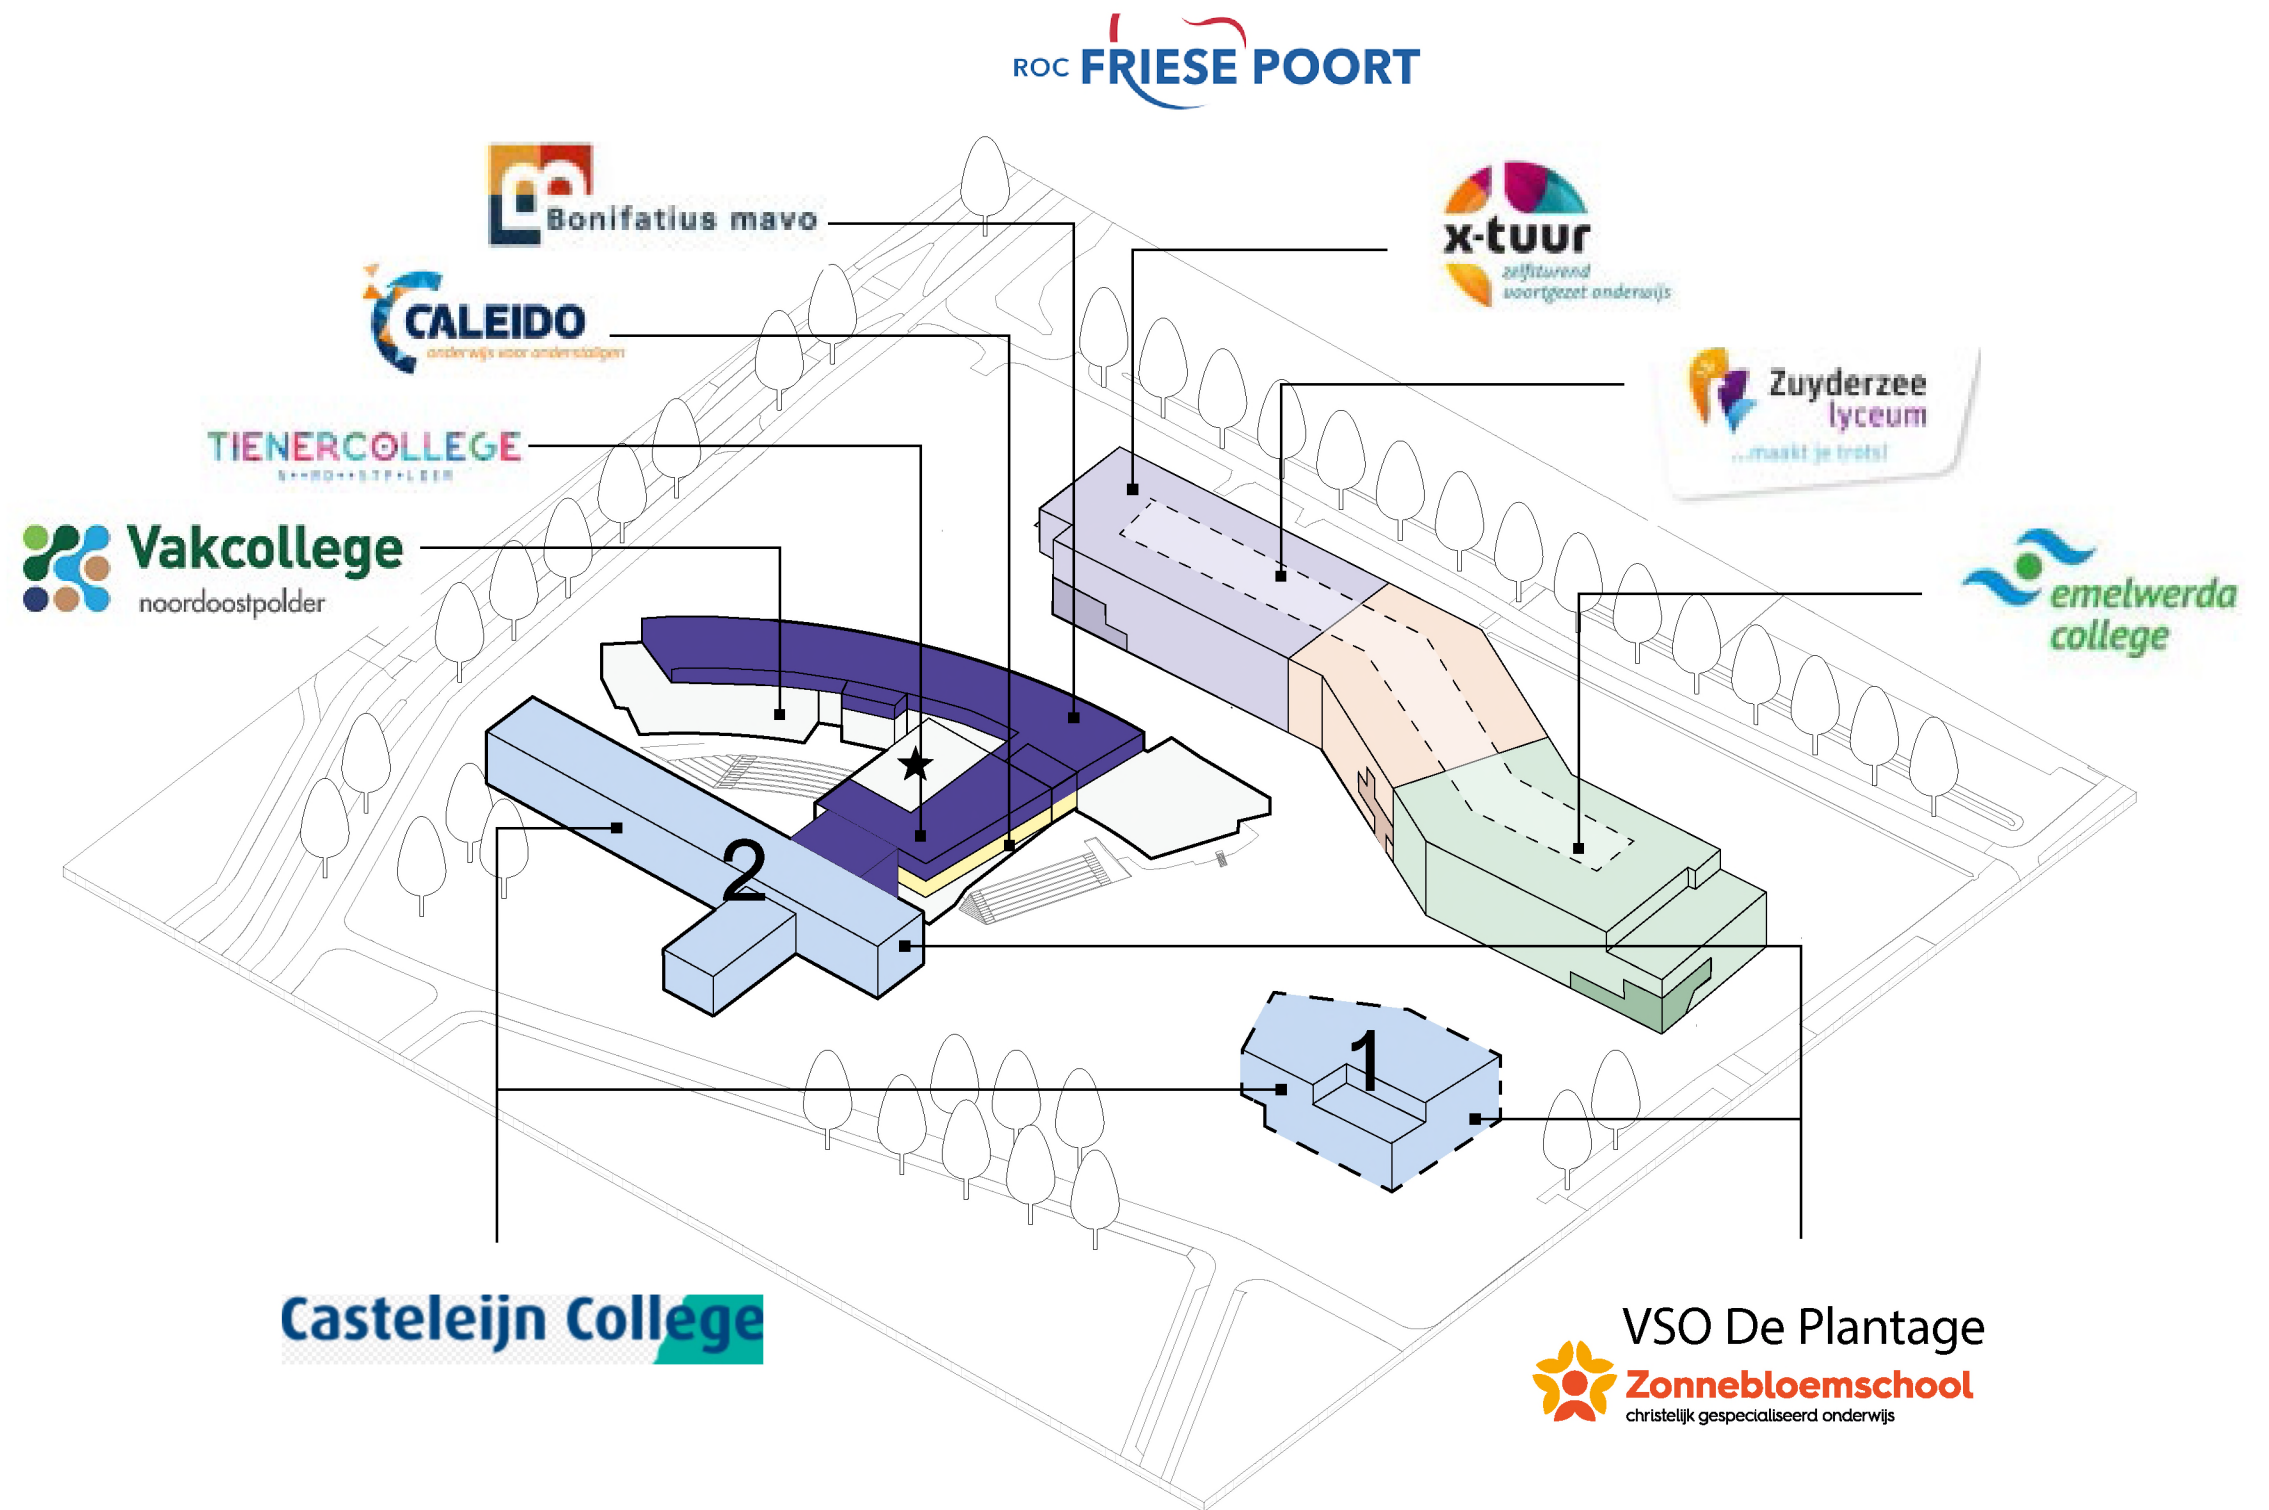 ROC FRIESE POORT
Bonifatius mavo
x-tuur
zelfsturend
voortgezet onderwijs
CALEIDO
onderwijs voor anderstaligen
Zuyderzee
lyceum
...maakt je trots!
TIENERCOLLEGE
Vakcollege
noordoostpolder
emelwerda
college
2
1
Casteleijn College
VSO De Plantage
Zonnebloemschool
christelijk gespecialiseerd onderwijs